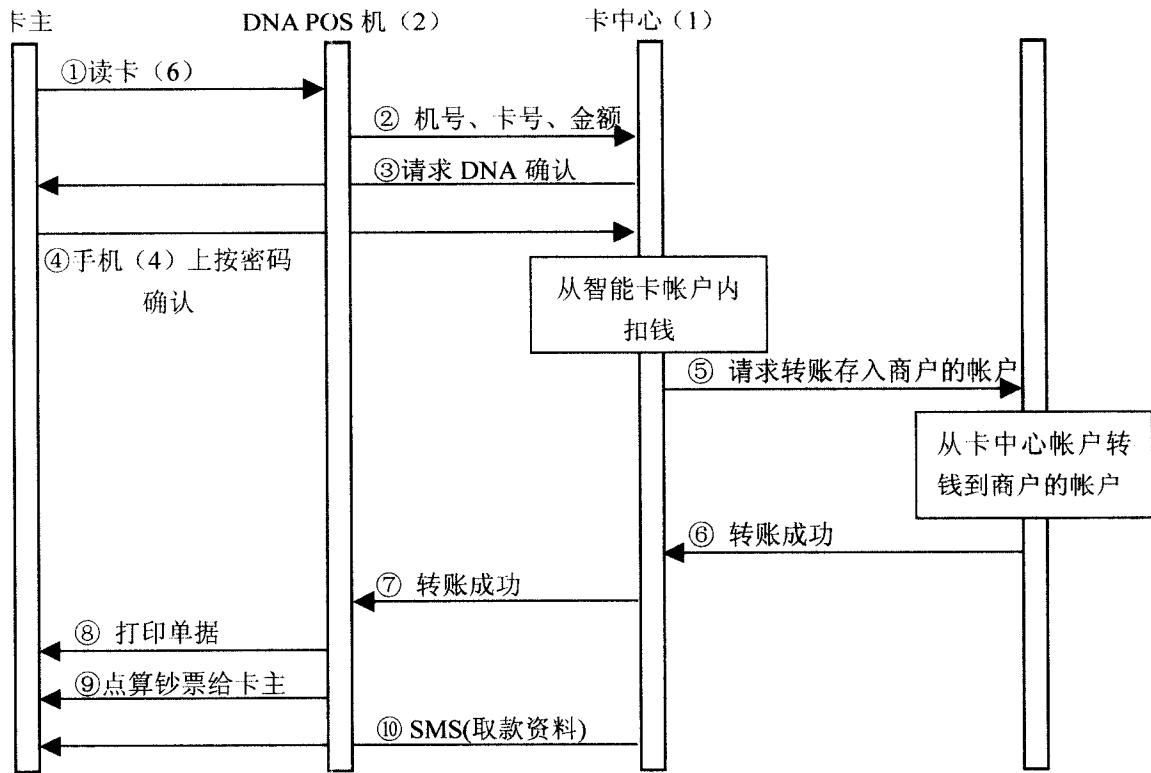 卡主
DNA POS 机（2）
卡中心（1）
①读卡（6）
② 机号、卡号、金额
③请求 DNA 确认
④手机（4）上按密码
确认
从智能卡帐户内
扣钱
⑤ 请求转账存入商户的帐户
从卡中心帐户转
钱到商户的帐户
⑥ 转账成功
⑦ 转账成功
⑧ 打印单据
⑨点算钞票给卡主
⑩ SMS(取款资料)